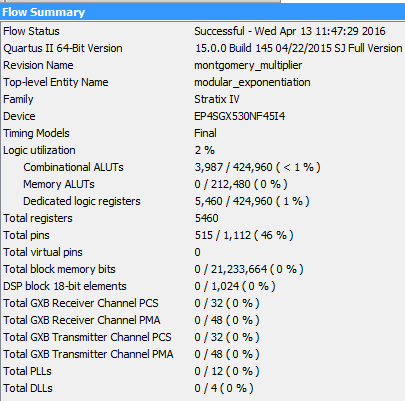 Flow Summary
Flow Status Successful - Wed Apr 13 11:47:29 2016
Quartus II 64-Bit Version 15.0.0 Build 145 04/22/2015 SJ Full Version
Revision Name montgomery_multiplier
Top-level Entity Name modular_exponentiation
Family Stratix IV
Device EP4SGX530NF45I4
Timing Models Final
Logic utilization 2 %
Combinational ALUTs 3,987 / 424,960 ( < 1 % )
Memory ALUTs 0 / 212,480 ( 0 % )
Dedicated logic registers 5,460 / 424,960 ( 1 % )
Total registers 5460
Total pins 515 / 1,112 ( 46 % )
Total virtual pins 0
Total block memory bits 0 / 21,233,664 ( 0 % )
DSP block 18-bit elements 0 / 1,024 ( 0 % )
Total GXB Receiver Channel PCS 0 / 32 ( 0 % )
Total GXB Receiver Channel PMA 0 / 48 ( 0 % )
Total GXB Transmitter Channel PCS 0 / 32 ( 0 % )
Total GXB Transmitter Channel PMA 0 / 48 ( 0 % )
Total PLLs 0 / 12 ( 0 % )
Total DLLs 0 / 4 ( 0 % )